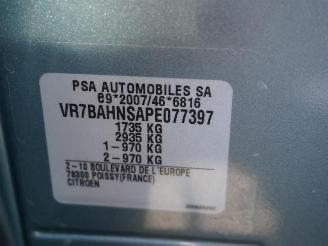 PSA AUTOMOBILES SA
e9*2007/46*6816
VR7BAHNSAPE077397
1735 KG
2935 KG
1-970 KG
2-970 KG
2-10 BOULEVARD DE L'EUROPE
78300 POISSY(FRANCE)
CITROEN